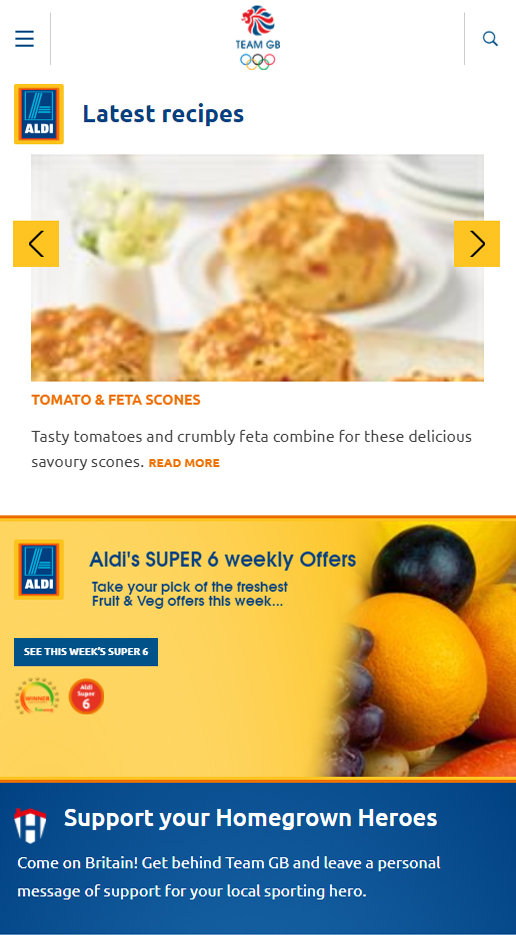 TEAM GB
ALDI
Latest recipes
TOMATO & FETA SCONES
Tasty tomatoes and crumbly feta combine for these delicious
savoury scones. READ MORE
ALDI
Aldi's SUPER 6 weekly Offers
Take your pick of the freshest
Fruit & Veg offers this week...
SEE THIS WEEK'S SUPER 6
WINNER
Aldi
Super
6
Support your Homegrown Heroes
H
Come on Britain! Get behind Team GB and leave a personal
message of support for your local sporting hero.